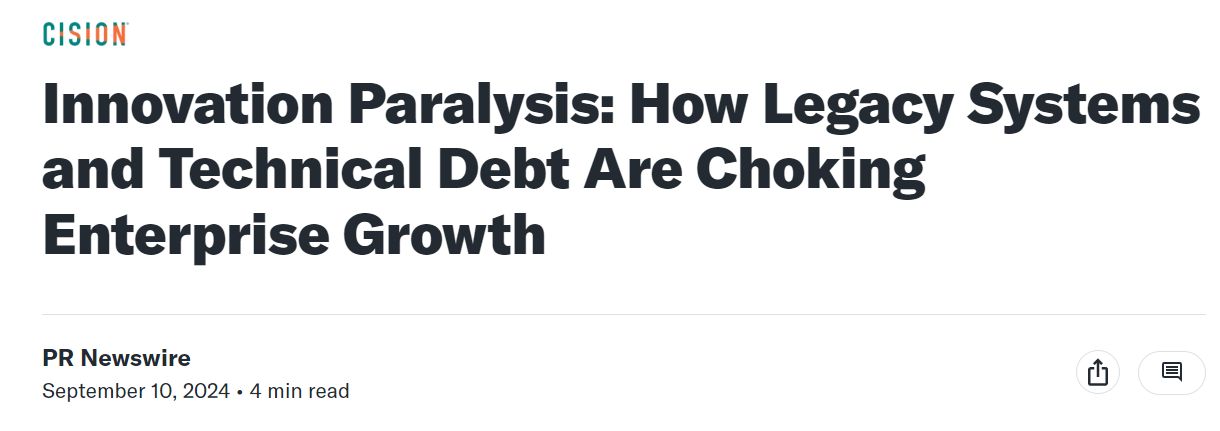 CISION
Innovation Paralysis: How Legacy Systems
and Technical Debt Are Choking
Enterprise Growth
PR Newswire
September 10, 2024 • 4 min read